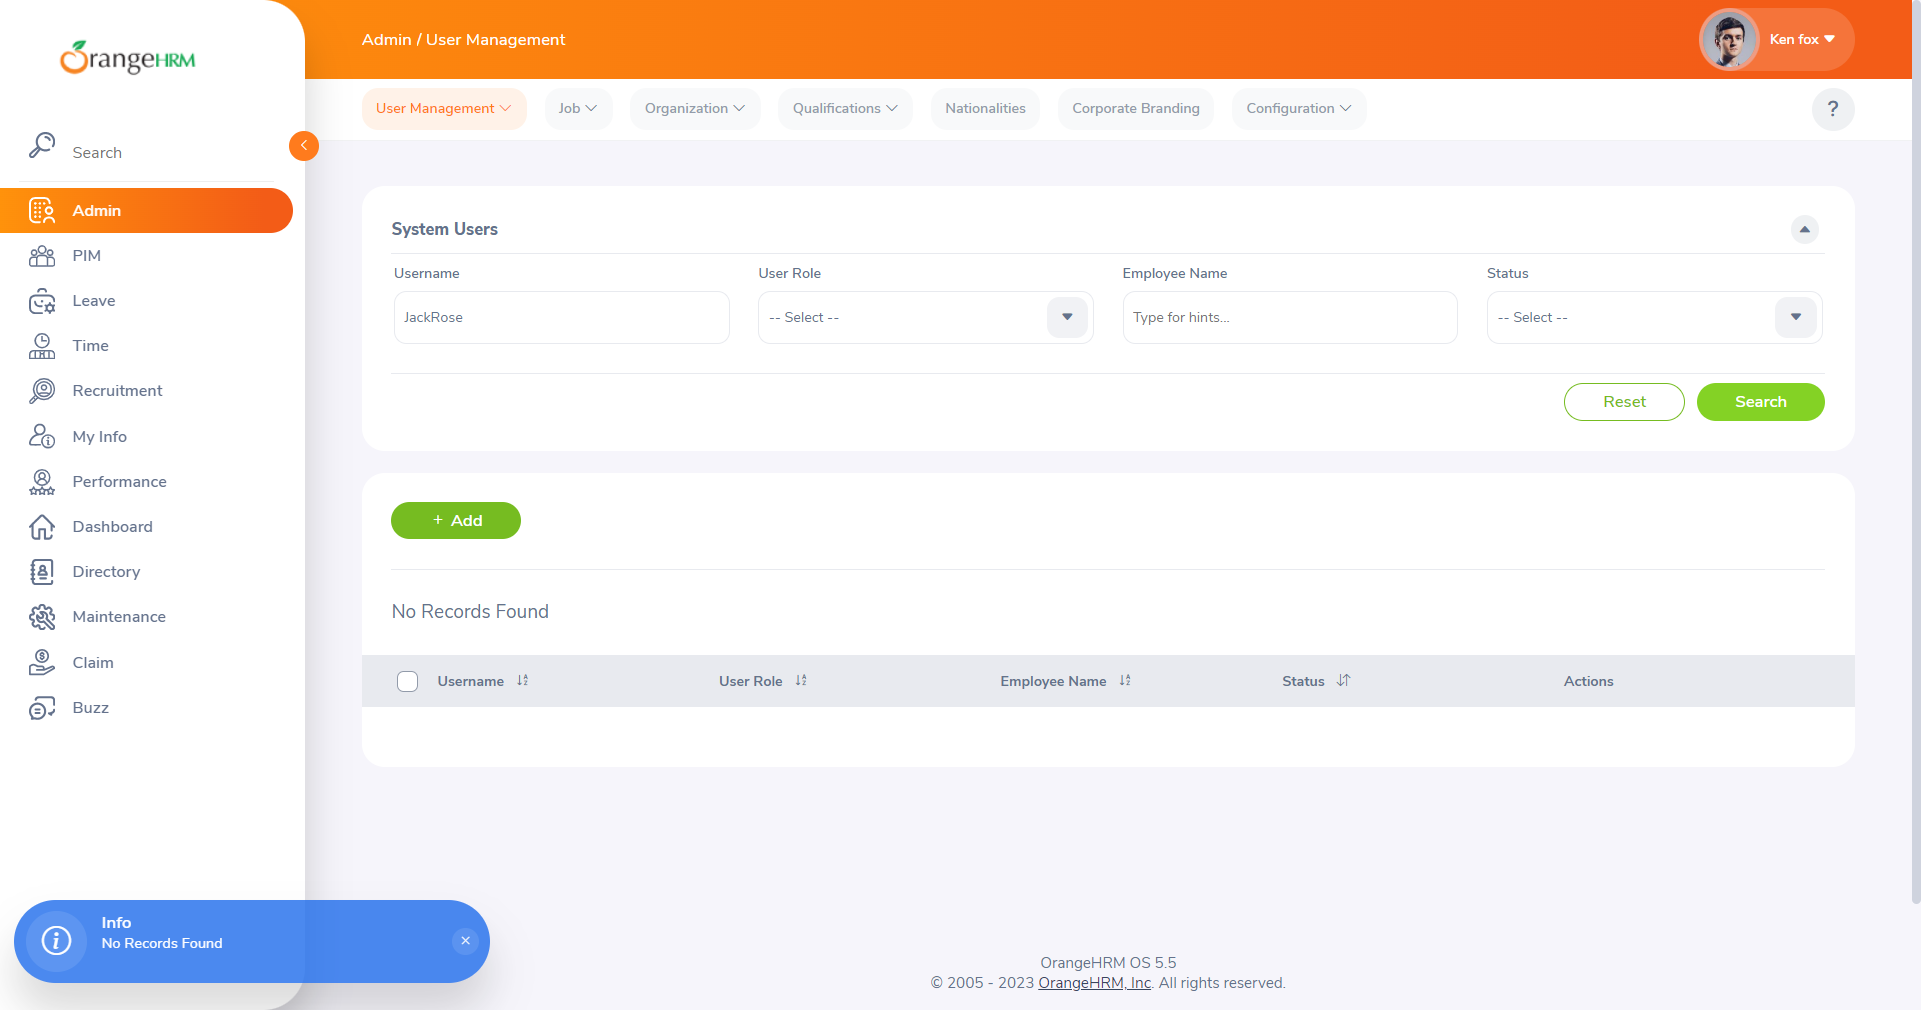 OrangeHRM
Admin / User Management
Ken fox
User Management
Job
Organization
Qualifications
Nationalities
Corporate Branding
Configuration
?
Search
Admin
PIM
Leave
Time
Recruitment
My Info
Performance
Dashboard
Directory
Maintenance
Claim
Buzz
System Users
Username
User Role
Employee Name
Status
JackRose
-- Select --
Type for hints...
-- Select --
Reset
Search
+ Add
No Records Found
Username
User Role
Employee Name
Status
Actions
Info
No Records Found
OrangeHRM OS 5.5
© 2005 - 2023 OrangeHRM, Inc. All rights reserved.